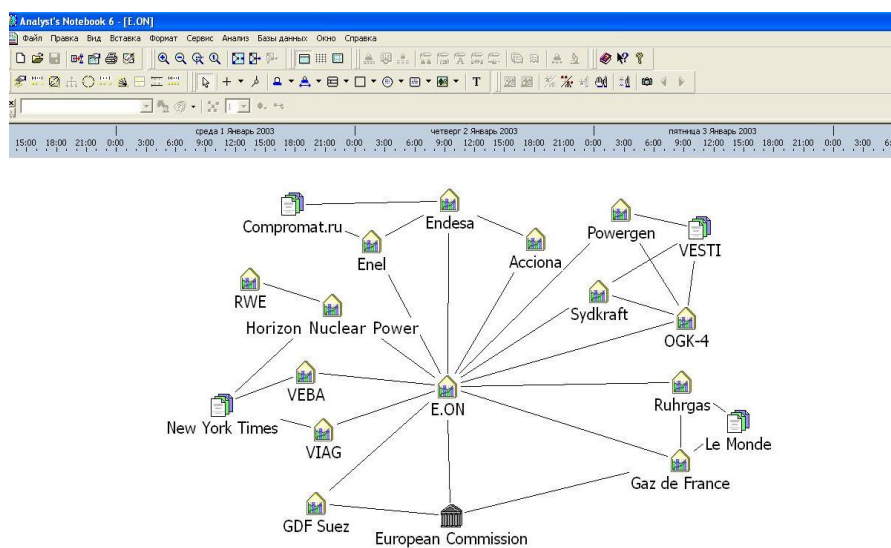 Analyst's Notebook 6 - [E.ON]
Файл Правка Вид Вставка Формат Сервис Анализ Базы данных Окно Справка
T
1
среда 1 Январь 2003 четверг 2 Январь 2003 пятница 3 Январь 2003
15:00 18:00 21:00 0:00 3:00 6:00 9:00 12:00 15:00 18:00 21:00 0:00 3:00 6:00 9:00 12:00 15:00 18:00 21:00 0:00 3:00 6:00 9:00 12:00 15:00 18:00 21:00 0:00 3:00
Compromat.ru
Endesa
Powergen
VESTI
Enel
Acciona
RWE
Sydkraft
Horizon Nuclear Power
OGK-4
VEBA
E.ON
Ruhrgas
New York Times
VIAG
Le Monde
Gaz de France
GDF Suez
European Commission